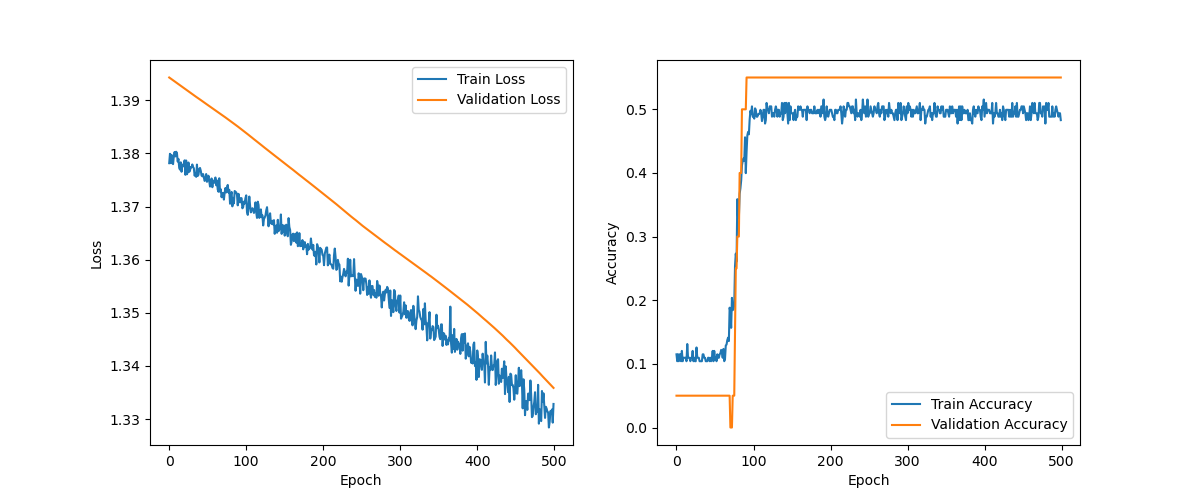 Train Loss
Validation Loss
1.39
1.38
1.37
1.36
1.35
1.34
1.33
Loss
0 100 200 300 400 500
Epoch
0.5
0.4
0.3
0.2
0.1
0.0
Accuracy
Train Accuracy
Validation Accuracy
0 100 200 300 400 500
Epoch